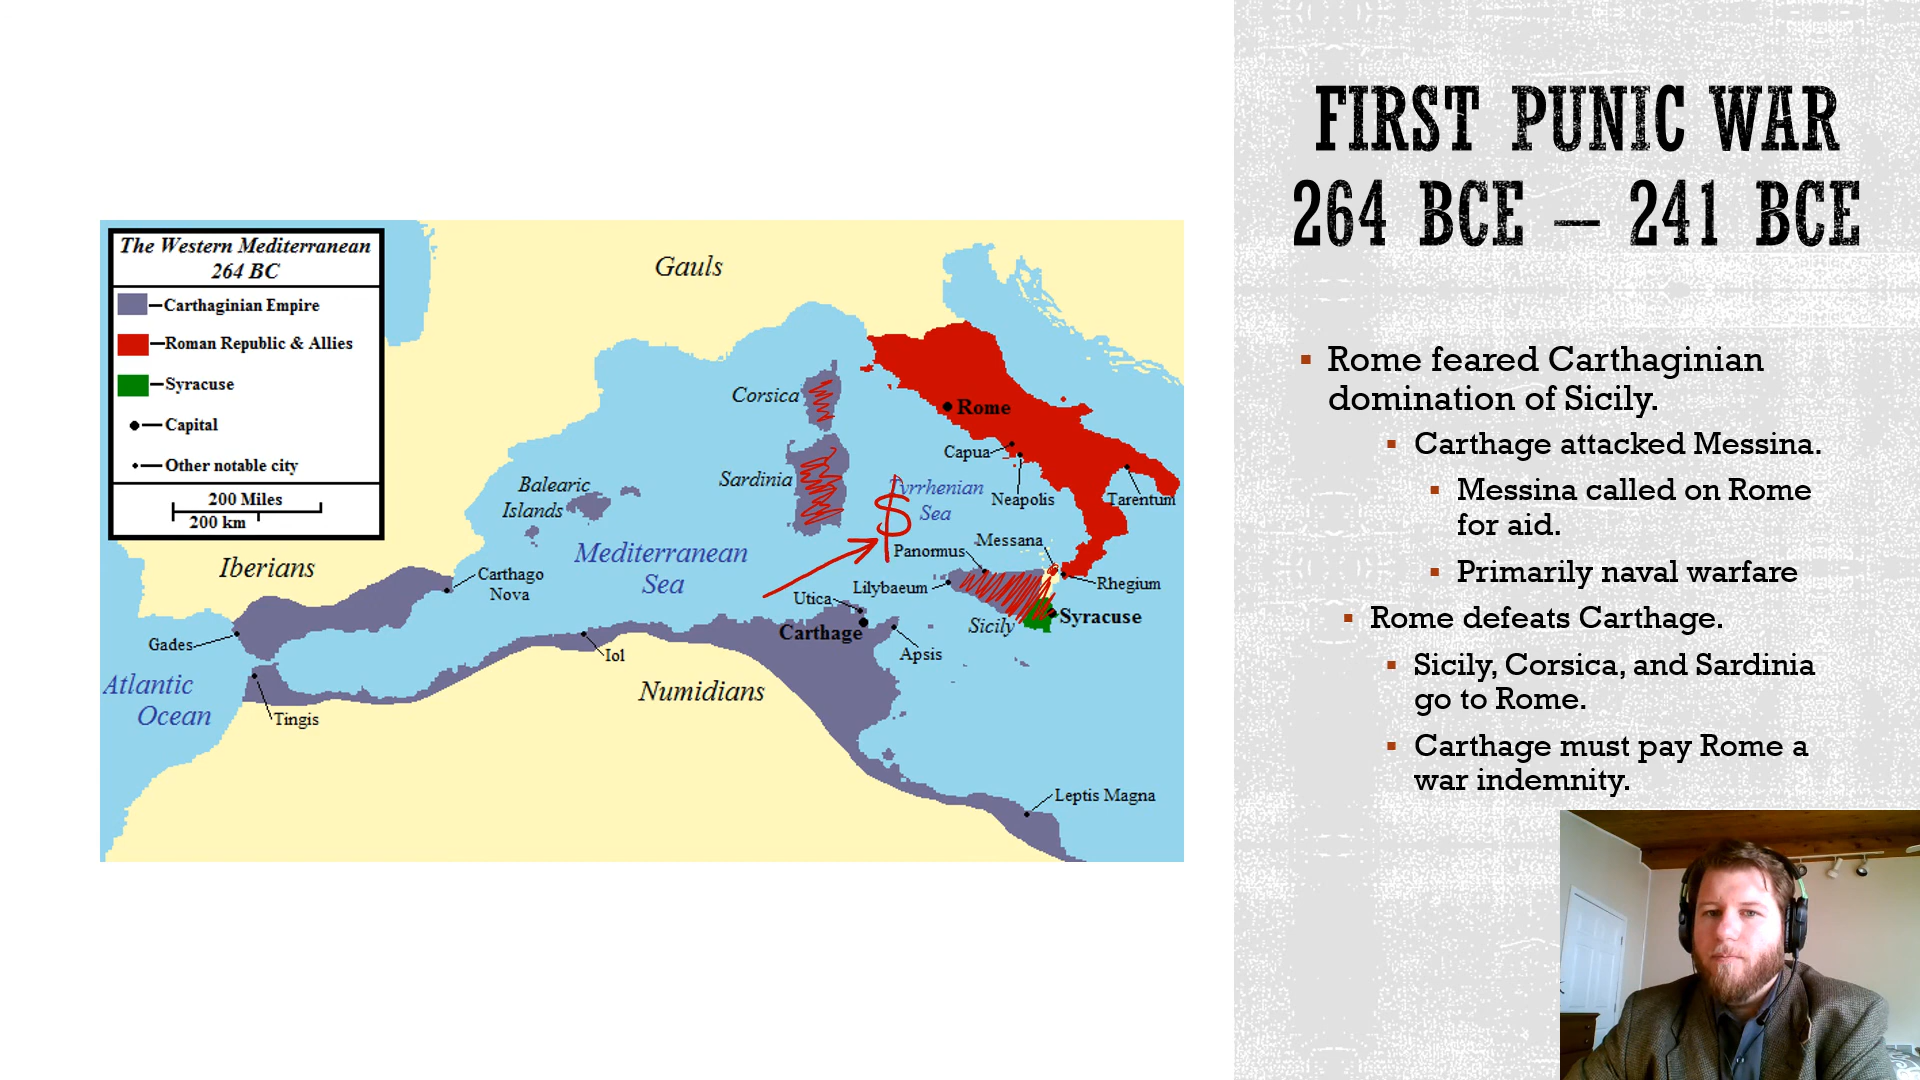 FIRST PUNIC WAR
264 BCE – 241 BCE
The Western Mediterranean
264 BC
Carthaginian Empire
Roman Republic & Allies
Syracuse
Capital
Other notable city
200 Miles
200 km
Gauls
Corsica
Rome
Capua
Sardinia
Balearic
Islands
Tyrrhenian
Sea
$
Neapolis
Tarentum
Mediterranean
Sea
Panormus
Messana
Iberians
Carthago
Nova
Lilybaeum
Rhegium
Utica
Carthage
Sicily
Syracuse
Gades
Iol
Apsis
Atlantic
Ocean
Numidians
Tingis
Leptis Magna
Rome feared Carthaginian
domination of Sicily.
Carthage attacked Messina.
Messina called on Rome
for aid.
Primarily naval warfare
Rome defeats Carthage.
Sicily, Corsica, and Sardinia
go to Rome.
Carthage must pay Rome a
war indemnity.